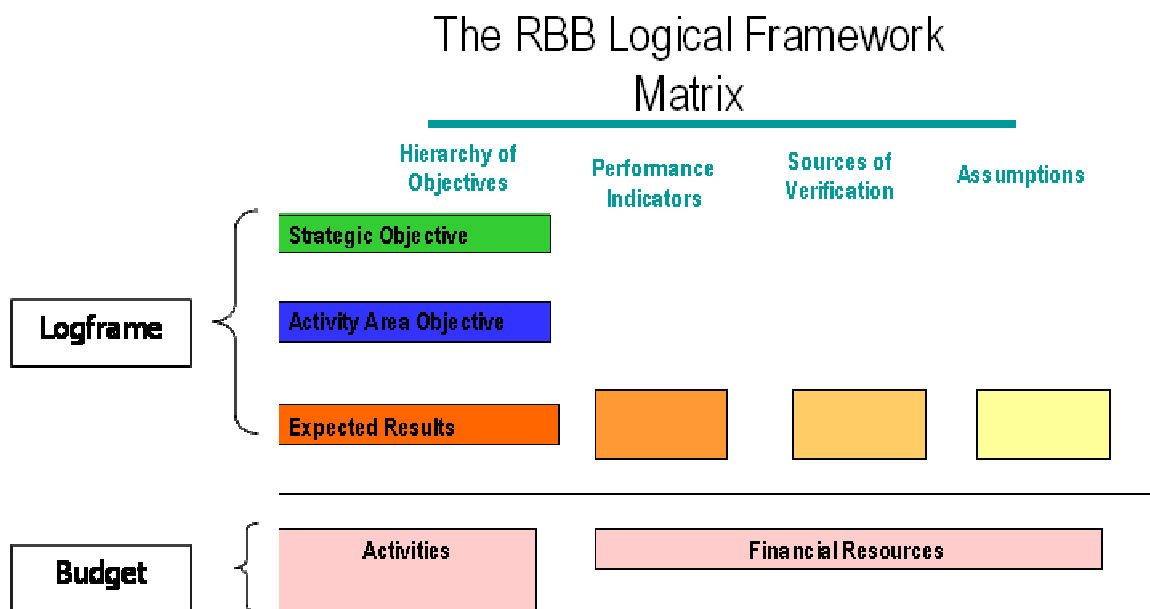 The RBB Logical Framework
Matrix
Hierarchy of
Objectives
Performance
Indicators
Sources of
Verification
Assumptions
Strategic Objective
Logframe
Activity Area Objective
Expected Results
Budget
Activities
Financial Resources